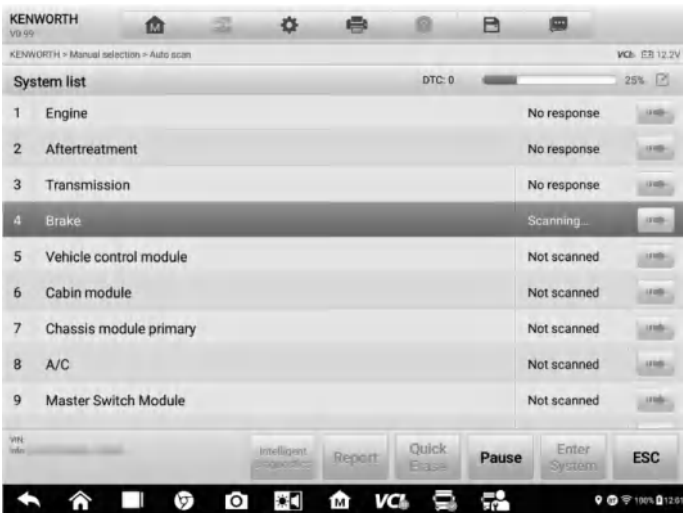 KENWORTH
V0.99
KENWORTH > Manual selection > Auto scan
VCI 12.2V
System list DTC: 0 25%
1 Engine No response
2 Aftertreatment No response
3 Transmission No response
4 Brake Scanning...
5 Vehicle control module Not scanned
6 Cabin module Not scanned
7 Chassis module primary Not scanned
8 A/C Not scanned
9 Master Switch Module Not scanned
VIN:
Info:
Intelligent diagnostics Report Quick Erase Pause Enter System ESC
M VCI M 100% 12:01